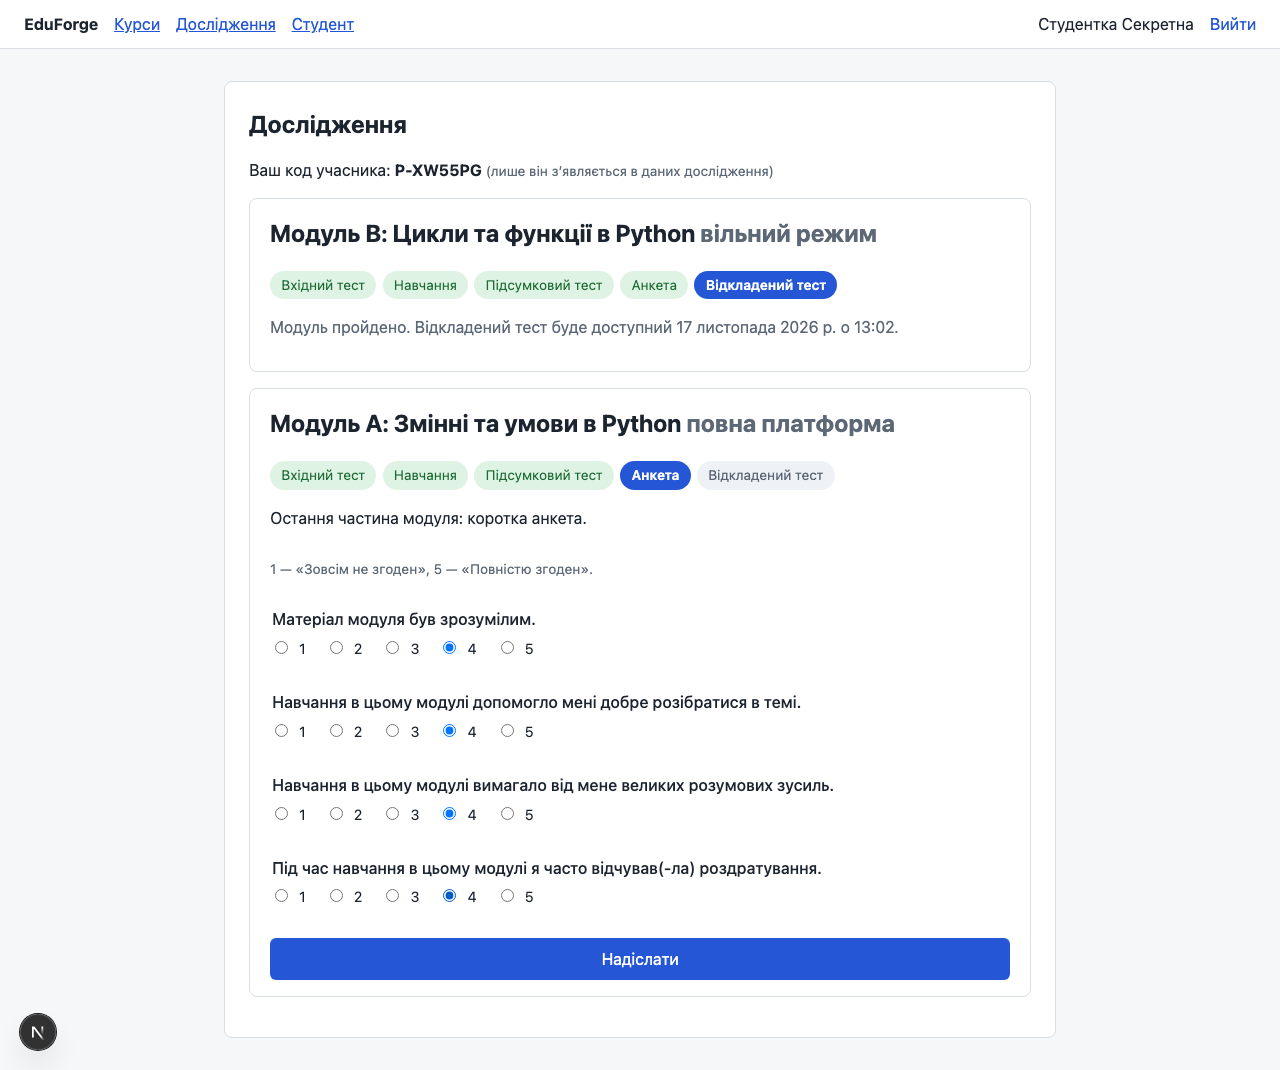 EduForge Курси Дослідження Студент Студентка Секретна Вийти
Дослідження
Ваш код учасника: P-XW55PG (лише він зʼявляється в даних дослідження)
Модуль B: Цикли та функції в Python вільний режим
Вхідний тест Навчання Підсумковий тест Анкета Відкладений тест
Модуль пройдено. Відкладений тест буде доступний 17 листопада 2026 р. о 13:02.
Модуль A: Змінні та умови в Python повна платформа
Вхідний тест Навчання Підсумковий тест Анкета Відкладений тест
Остання частина модуля: коротка анкета.
1 — «Зовсім не згоден», 5 — «Повністю згоден».
Матеріал модуля був зрозумілим.
1 2 3 4 5
Навчання в цьому модулі допомогло мені добре розібратися в темі.
1 2 3 4 5
Навчання в цьому модулі вимагало від мене великих розумових зусиль.
1 2 3 4 5
Під час навчання в цьому модулі я часто відчував(-ла) роздратування.
1 2 3 4 5
Надіслати
N